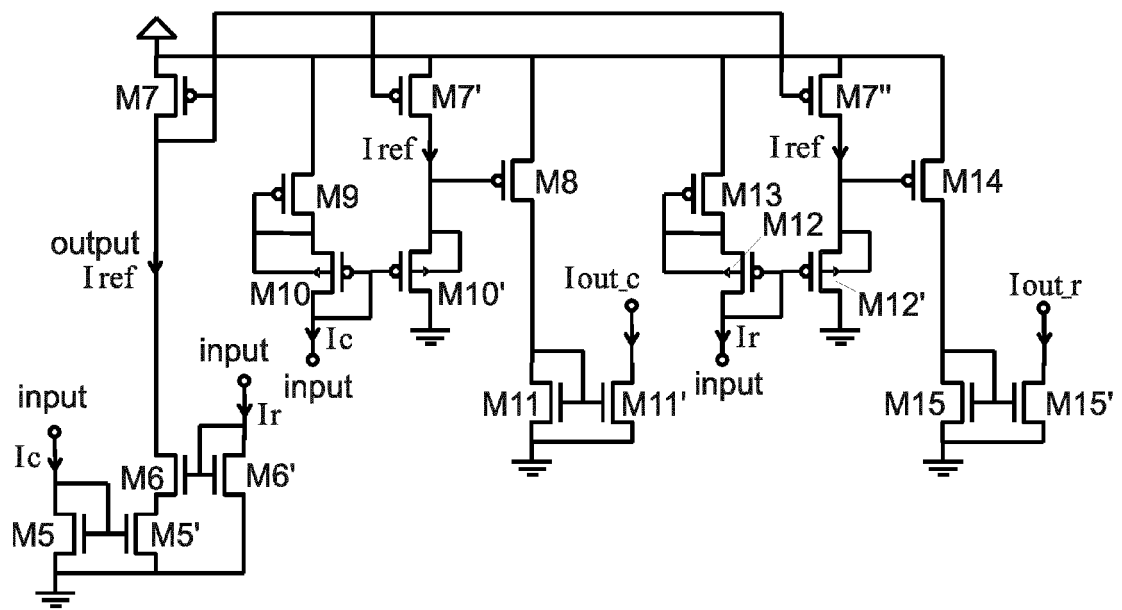 M7
M7'
M7"
Iref
Iref
M9
M8
M13
M14
M12
output
Iref
M10
M10'
Iout_c
M12'
Iout_r
Ic
input
Ir
input
input
Ir
input
M11
M11'
M15
M15'
Ic
M6
M6'
M5
M5'